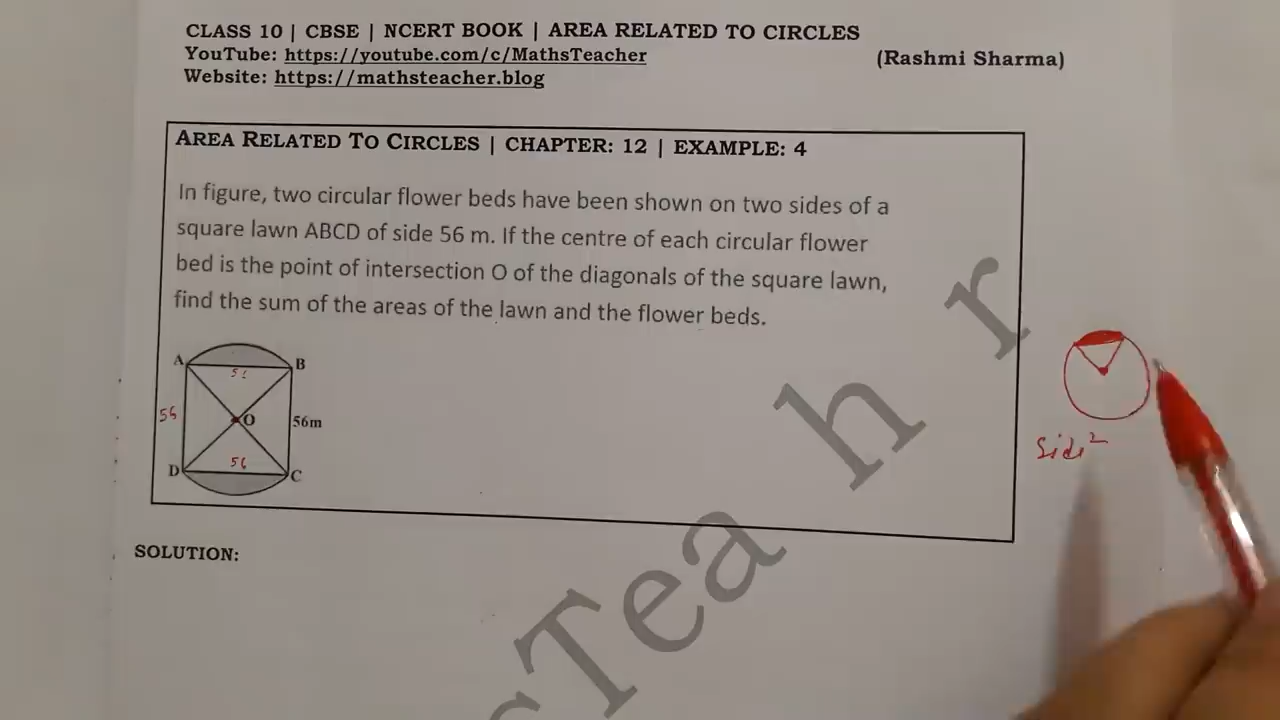 CLASS 10 | CBSE | NCERT BOOK | AREA RELATED TO CIRCLES
YouTube: https://youtube.com/c/MathsTeacher (Rashmi Sharma)
Website: https://mathsteacher.blog
AREA RELATED TO CIRCLES | CHAPTER: 12 | EXAMPLE: 4
In figure, two circular flower beds have been shown on two sides of a
square lawn ABCD of side 56 m. If the centre of each circular flower
bed is the point of intersection O of the diagonals of the square lawn,
find the sum of the areas of the lawn and the flower beds.
A B
56
56 O 56m
56
D C
side²
SOLUTION:
sTea h r